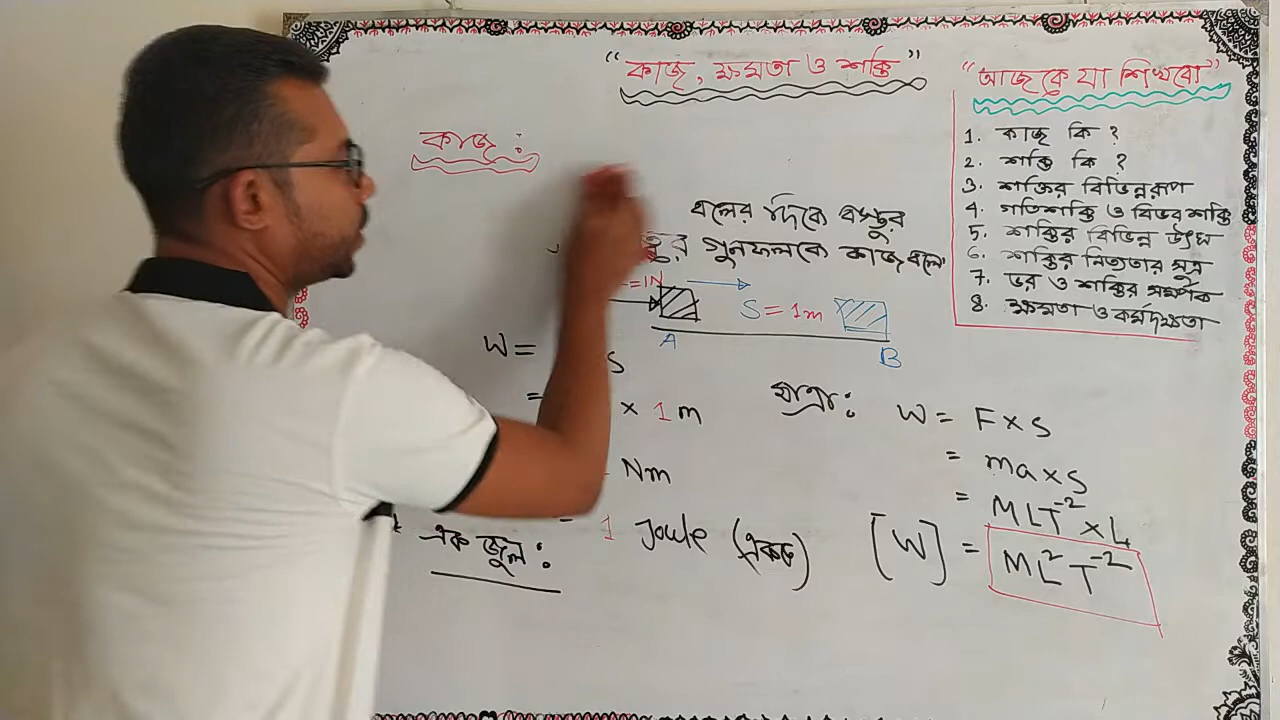 “কাজ, ক্ষমতা ও শক্তি”
কাজ :
বলের দিকে বস্তুর
গুনফলকে কাজ বলে।
=1N
S = 1m
A
B
W =
S
=
× 1m
Nm
= 1 Joule (একক)
এক জুল :
মাত্রা : W = F×S
= ma×S
= MLT⁻²×L
[W] = ML²T⁻²
“আজকে যা শিখবো”
1. কাজ কি ?
2. শক্তি কি ?
3. শক্তির বিভিন্নরূপ
4. গতিশক্তি ও বিভব শক্তি
5. শক্তির বিভিন্ন উৎস
6. শক্তির নিত্যতার সূত্র
7. ভর ও শক্তির সম্পর্ক
8. ক্ষমতা ও কর্মদক্ষতা